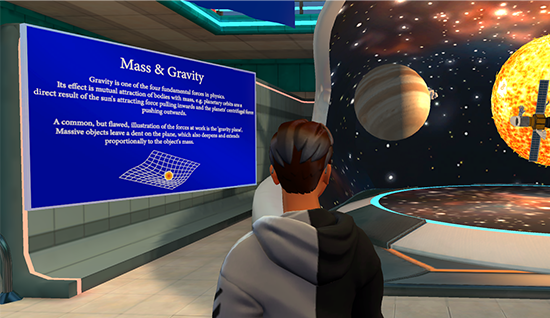 Mass & Gravity
Gravity is one of the four fundamental forces in physics.
Its effect is mutual attraction of bodies with mass, e.g. planetary orbits are a
direct result of the sun's attracting force pulling inwards and the planets' centrifugal force
pushing outwards.
A common, but flawed, illustration of the forces at work is the 'gravity plane'.
Massive objects leave a dent on the plane, which also deepens and extends
proportionally to the object's mass.